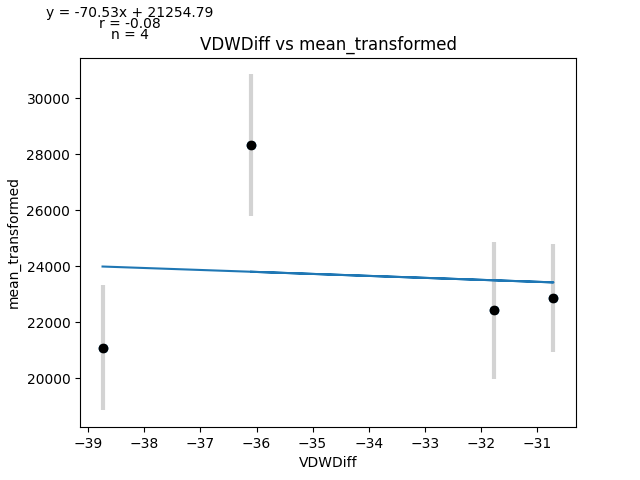 y = -70.53x + 21254.79
r = -0.08
n = 4
VDWDiff vs mean_transformed
30000
28000
26000
24000
22000
20000
mean_transformed
−39 −38 −37 −36 −35 −34 −33 −32 −31
VDWDiff